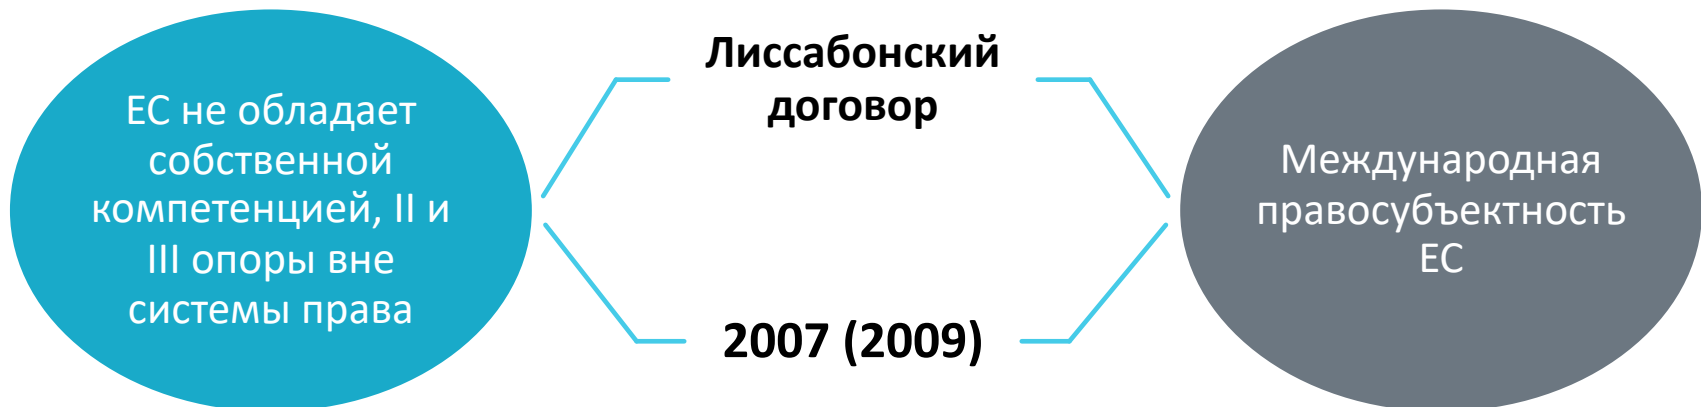 ЕС не обладает
собственной
компетенцией, II и
III опоры вне
системы права
Лиссабонский
договор
2007 (2009)
Международная
правосубъектность
ЕС